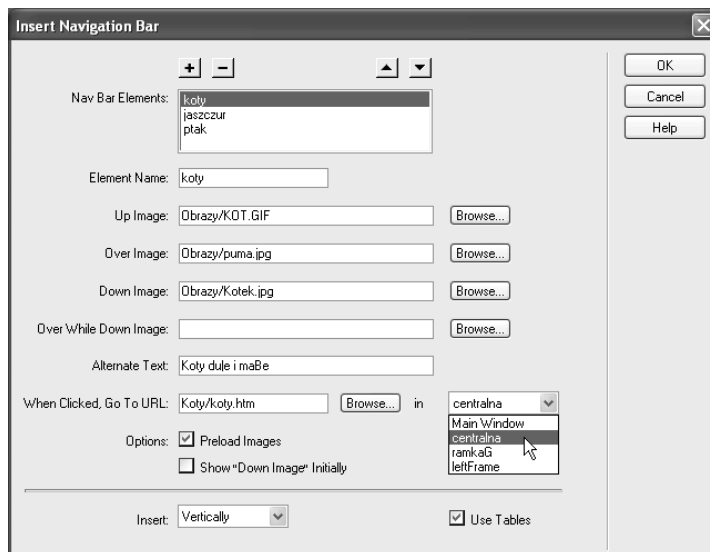 Insert Navigation Bar
+ −
OK
Nav Bar Elements: koty
jaszczur
ptak
Cancel
Help
Element Name: koty
Up Image: Obrazy/KOT.GIF Browse...
Over Image: Obrazy/puma.jpg Browse...
Down Image: Obrazy/Kotek.jpg Browse...
Over While Down Image: Browse...
Alternate Text: Koty duļe i maBe
When Clicked, Go To URL: Koty/koty.htm Browse... in centralna
Main Window
centralna
ramkaG
leftFrame
Options: Preload Images
Show "Down Image" Initially
Insert: Vertically Use Tables